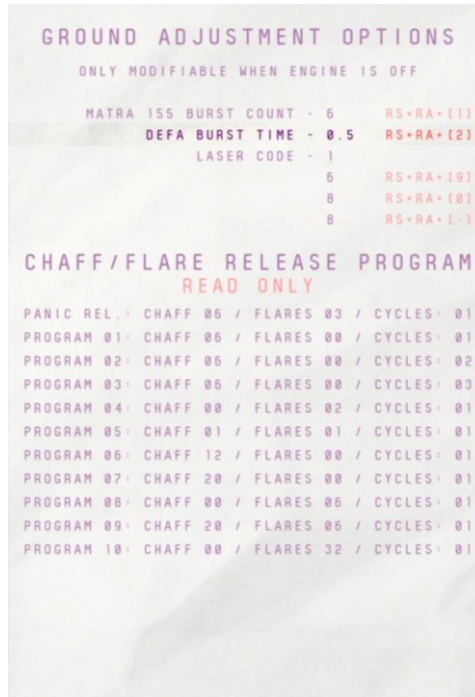 GROUND ADJUSTMENT OPTIONS
ONLY MODIFIABLE WHEN ENGINE IS OFF
MATRA 155 BURST COUNT - 6 RS+RA+[1]
DEFA BURST TIME - 0.5 RS+RA+[2]
LASER CODE - 1
6 RS+RA+[9]
8 RS+RA+[0]
8 RS+RA+[-]
CHAFF/FLARE RELEASE PROGRAM
READ ONLY
PANIC REL.: CHAFF 06 / FLARES 03 / CYCLES: 01
PROGRAM 01: CHAFF 06 / FLARES 00 / CYCLES: 01
PROGRAM 02: CHAFF 06 / FLARES 00 / CYCLES: 02
PROGRAM 03: CHAFF 06 / FLARES 00 / CYCLES: 03
PROGRAM 04: CHAFF 00 / FLARES 02 / CYCLES: 01
PROGRAM 05: CHAFF 01 / FLARES 01 / CYCLES: 01
PROGRAM 06: CHAFF 12 / FLARES 00 / CYCLES: 01
PROGRAM 07: CHAFF 20 / FLARES 00 / CYCLES: 01
PROGRAM 08: CHAFF 00 / FLARES 06 / CYCLES: 01
PROGRAM 09: CHAFF 20 / FLARES 06 / CYCLES: 01
PROGRAM 10: CHAFF 00 / FLARES 32 / CYCLES: 01